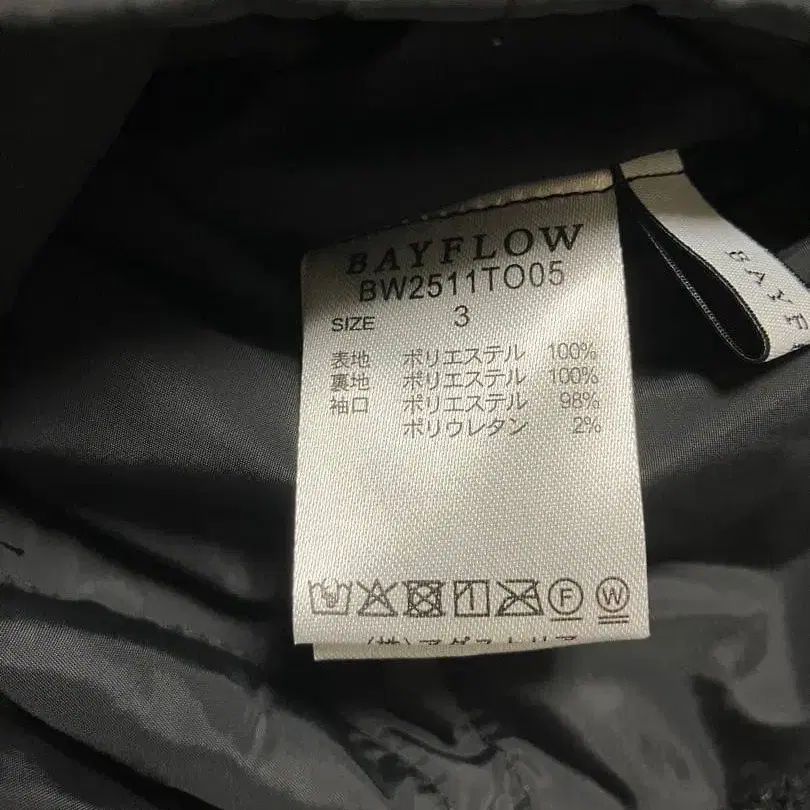 BAYFLOW
BW2511TO05
SIZE 3
表地 ポリエステル 100%
裏地 ポリエステル 100%
袖口 ポリエステル 98%
ポリウレタン 2%
F
W
BAYF